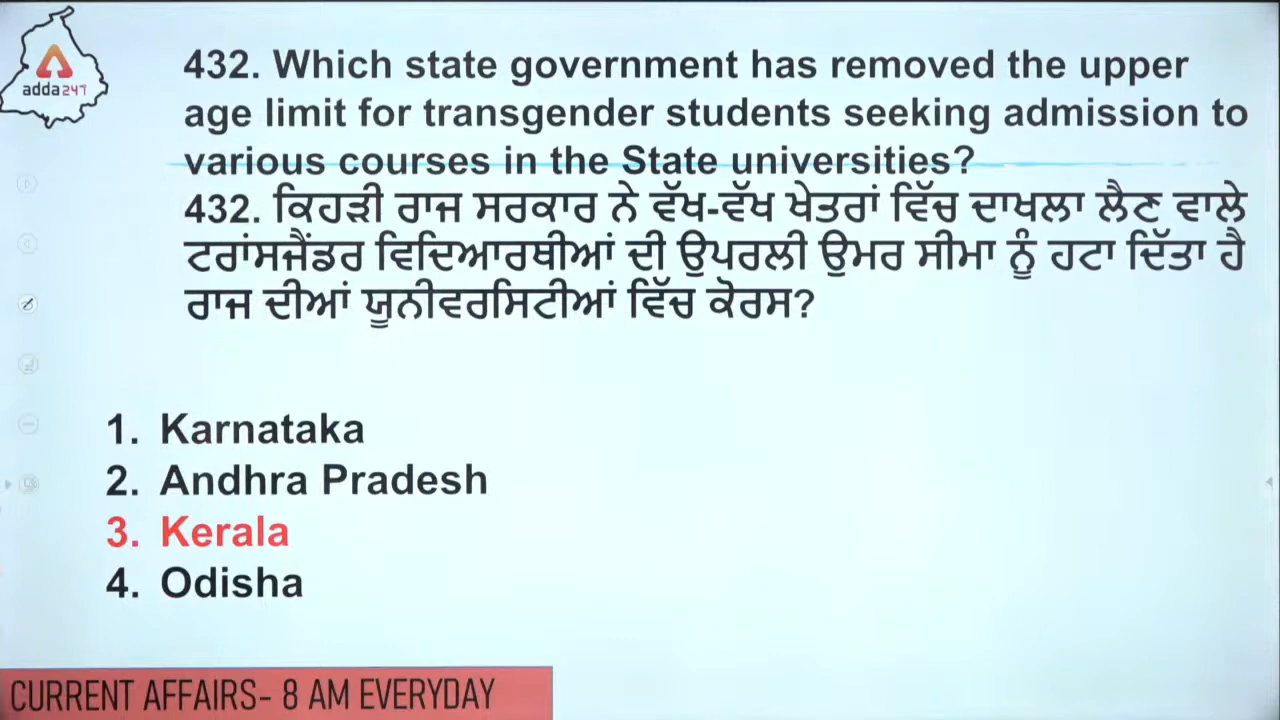 adda247
432. Which state government has removed the upper
age limit for transgender students seeking admission to
various courses in the State universities?
432. ਕਿਹੜੀ ਰਾਜ ਸਰਕਾਰ ਨੇ ਵੱਖ-ਵੱਖ ਖੇਤਰਾਂ ਵਿੱਚ ਦਾਖਲਾ ਲੈਣ ਵਾਲੇ
ਟਰਾਂਸਜੈਂਡਰ ਵਿਦਿਆਰਥੀਆਂ ਦੀ ਉਪਰਲੀ ਉਮਰ ਸੀਮਾ ਨੂੰ ਹਟਾ ਦਿੱਤਾ ਹੈ
ਰਾਜ ਦੀਆਂ ਯੂਨੀਵਰਸਿਟੀਆਂ ਵਿੱਚ ਕੋਰਸ?
1. Karnataka
2. Andhra Pradesh
3. Kerala
4. Odisha
CURRENT AFFAIRS- 8 AM EVERYDAY